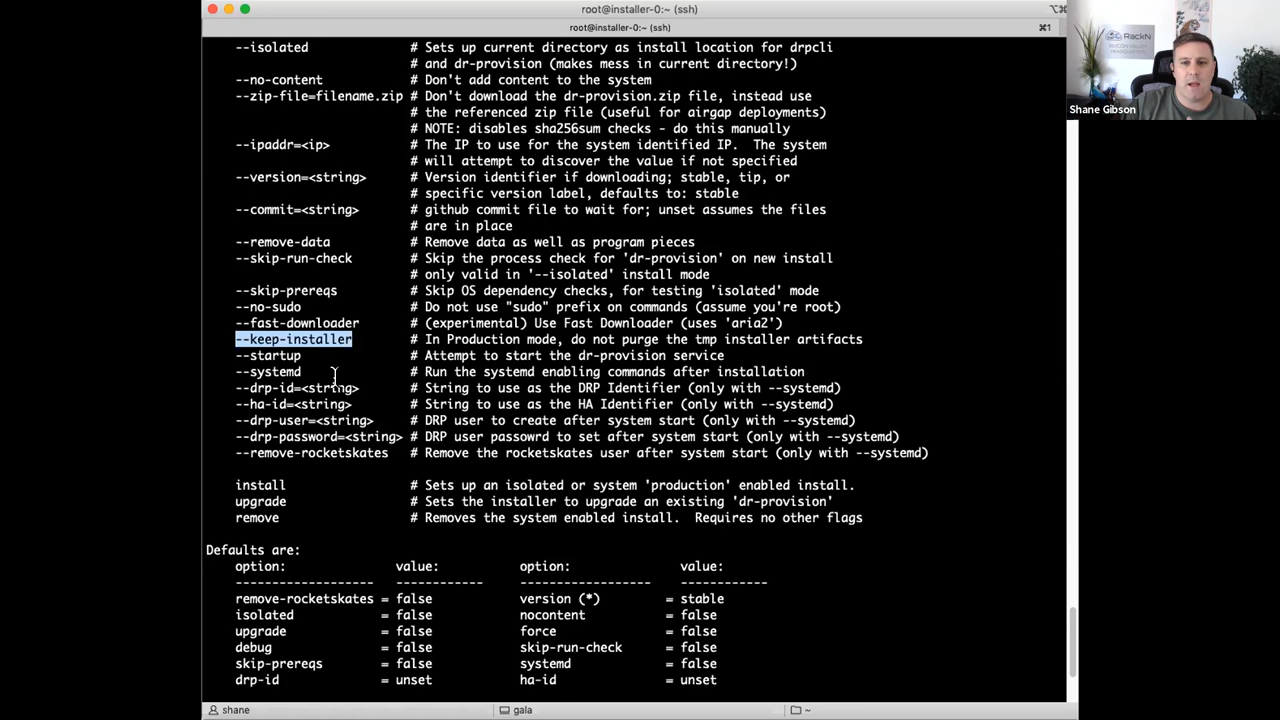 root@installer-0:~ (ssh)
root@installer-0:~ (ssh)
⌘1
--isolated # Sets up current directory as install location for drpcli
# and dr-provision (makes mess in current directory!)
--no-content # Don't add content to the system
--zip-file=filename.zip # Don't download the dr-provision.zip file, instead use
# the referenced zip file (useful for airgap deployments)
# NOTE: disables sha256sum checks - do this manually
--ipaddr=<ip> # The IP to use for the system identified IP.  The system
# will attempt to discover the value if not specified
--version=<string> # Version identifier if downloading; stable, tip, or
# specific version label, defaults to: stable
--commit=<string> # github commit file to wait for; unset assumes the files
# are in place
--remove-data # Remove data as well as program pieces
--skip-run-check # Skip the process check for 'dr-provision' on new install
# only valid in '--isolated' install mode
--skip-prereqs # Skip OS dependency checks, for testing 'isolated' mode
--no-sudo # Do not use "sudo" prefix on commands (assume you're root)
--fast-downloader # (experimental) Use Fast Downloader (uses 'aria2')
--keep-installer # In Production mode, do not purge the tmp installer artifacts
--startup # Attempt to start the dr-provision service
--systemd # Run the systemd enabling commands after installation
--drp-id=<string> # String to use as the DRP Identifier (only with --systemd)
--ha-id=<string> # String to use as the HA Identifier (only with --systemd)
--drp-user=<string> # DRP user to create after system start (only with --systemd)
--drp-password=<string> # DRP user passowrd to set after system start (only with --systemd)
--remove-rocketskates # Remove the rocketskates user after system start (only with --systemd)
install # Sets up an isolated or system 'production' enabled install.
upgrade # Sets the installer to upgrade an existing 'dr-provision'
remove # Removes the system enabled install.  Requires no other flags
Defaults are:
option: value: option: value:
------------------- ------------ ------------------ ------------
remove-rocketskates = false version (*) = stable
isolated = false nocontent = false
upgrade = false force = false
debug = false skip-run-check = false
skip-prereqs = false systemd = false
drp-id = unset ha-id = unset
shane gala ~
RackN
Shane Gibson